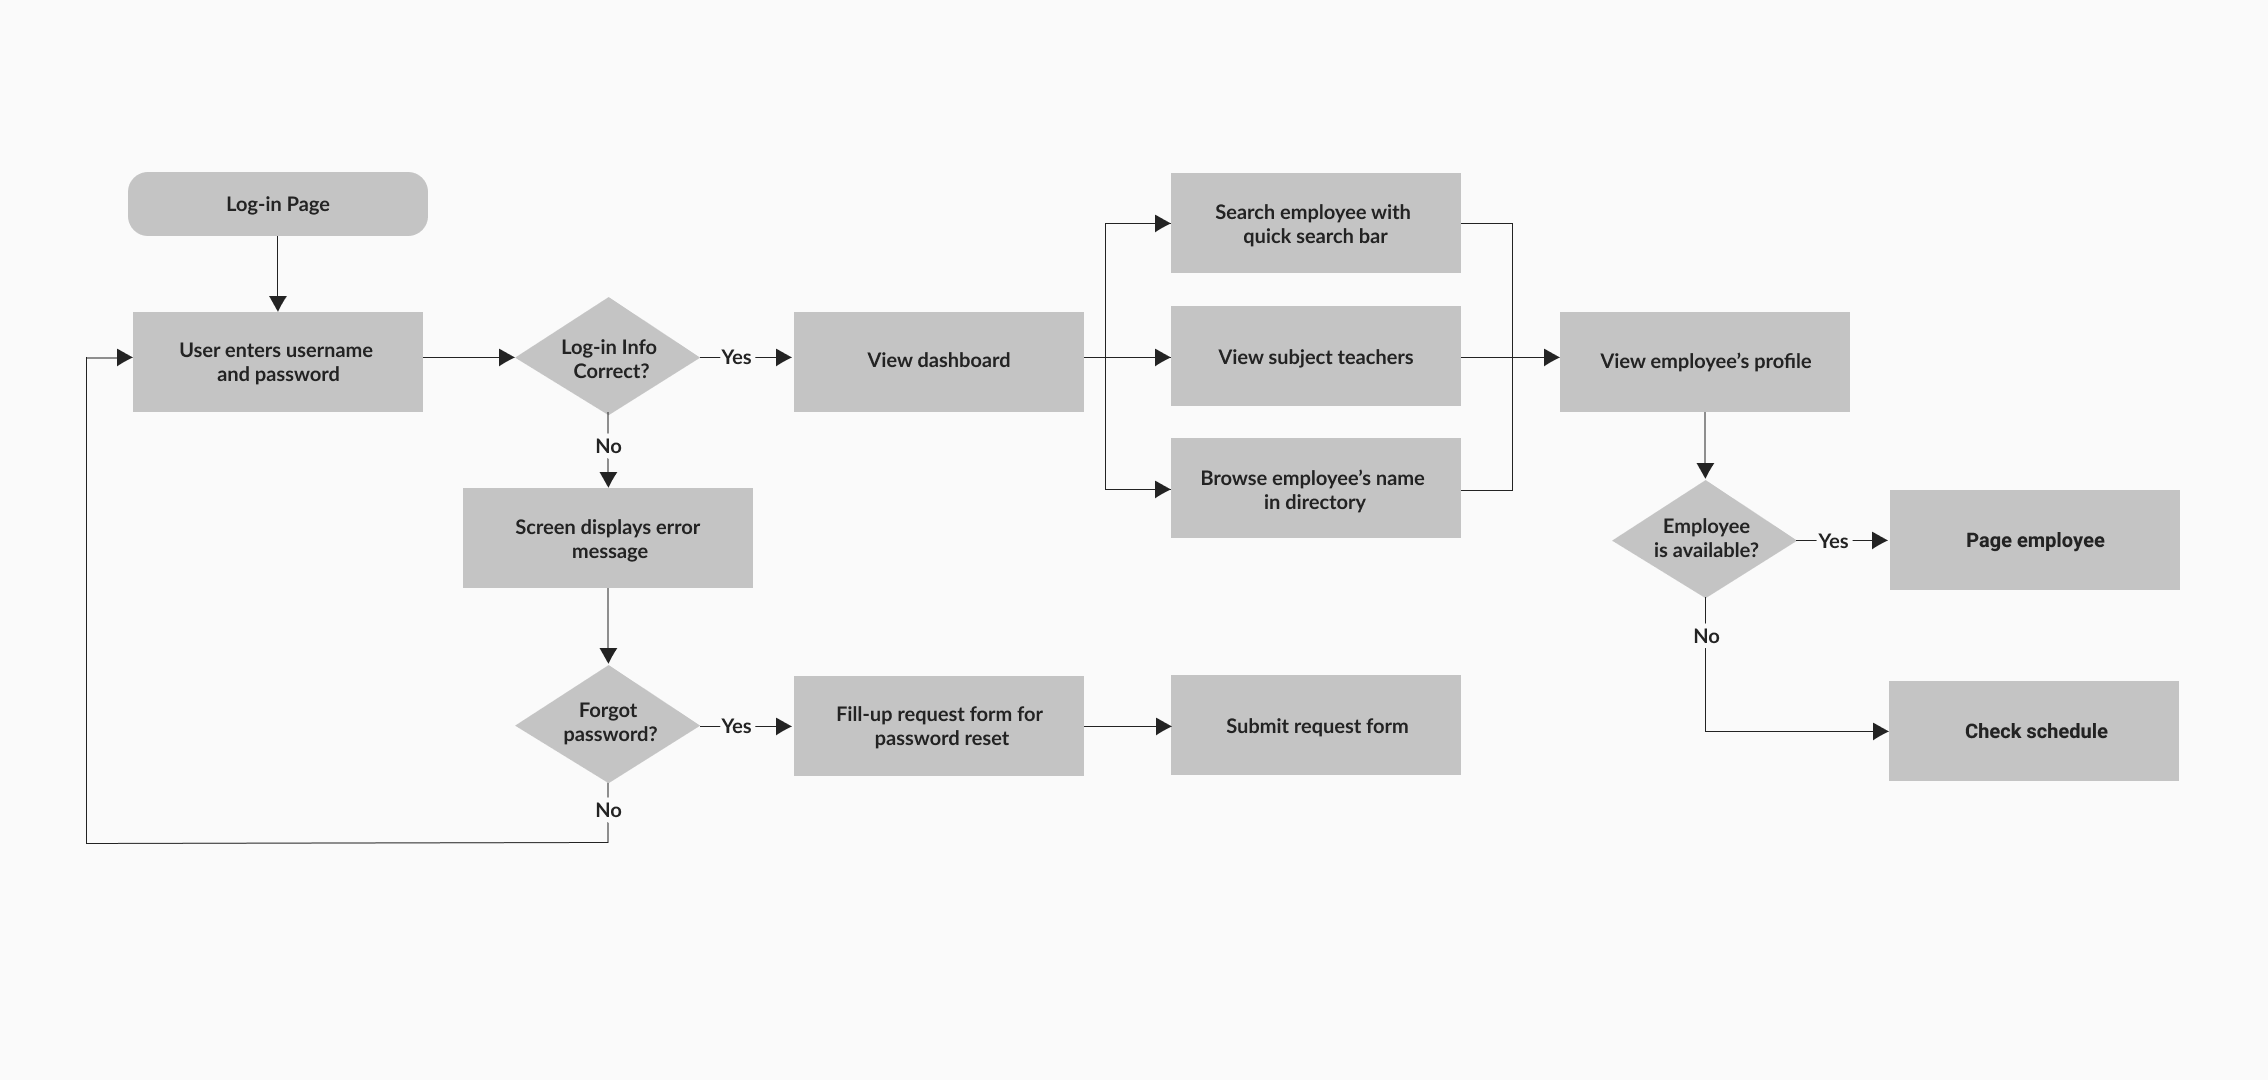 Log-in Page
User enters username
and password
Log-in Info
Correct?
Yes
No
View dashboard
Search employee with
quick search bar
View subject teachers
Browse employee’s name
in directory
View employee’s profile
Screen displays error
message
Forgot
password?
Yes
No
Fill-up request form for
password reset
Submit request form
Employee
is available?
Yes
No
Page employee
Check schedule